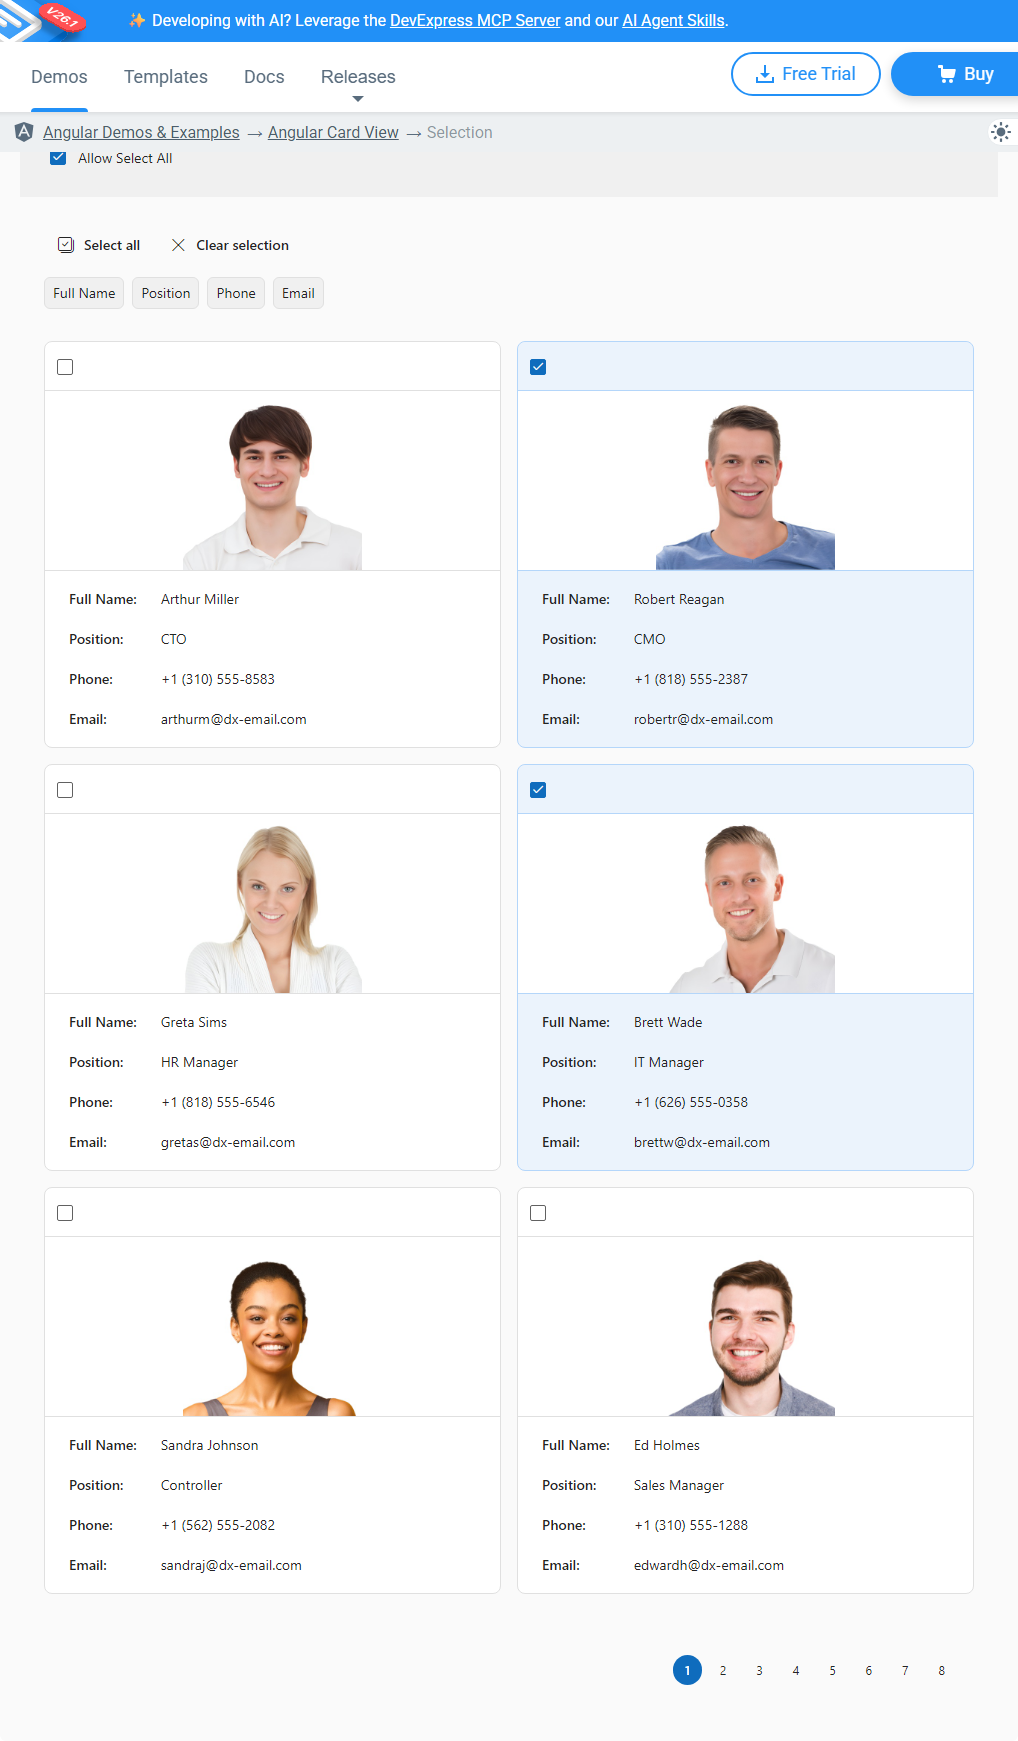 V26.1
✨ Developing with AI? Leverage the DevExpress MCP Server and our AI Agent Skills.
Demos Templates Docs Releases Free Trial Buy
Angular Demos & Examples → Angular Card View → Selection
Allow Select All
Select all Clear selection
Full Name Position Phone Email
Full Name: Arthur Miller
Position: CTO
Phone: +1 (310) 555-8583
Email: arthurm@dx-email.com
Full Name: Robert Reagan
Position: CMO
Phone: +1 (818) 555-2387
Email: robertr@dx-email.com
Full Name: Greta Sims
Position: HR Manager
Phone: +1 (818) 555-6546
Email: gretas@dx-email.com
Full Name: Brett Wade
Position: IT Manager
Phone: +1 (626) 555-0358
Email: brettw@dx-email.com
Full Name: Sandra Johnson
Position: Controller
Phone: +1 (562) 555-2082
Email: sandraj@dx-email.com
Full Name: Ed Holmes
Position: Sales Manager
Phone: +1 (310) 555-1288
Email: edwardh@dx-email.com
1 2 3 4 5 6 7 8